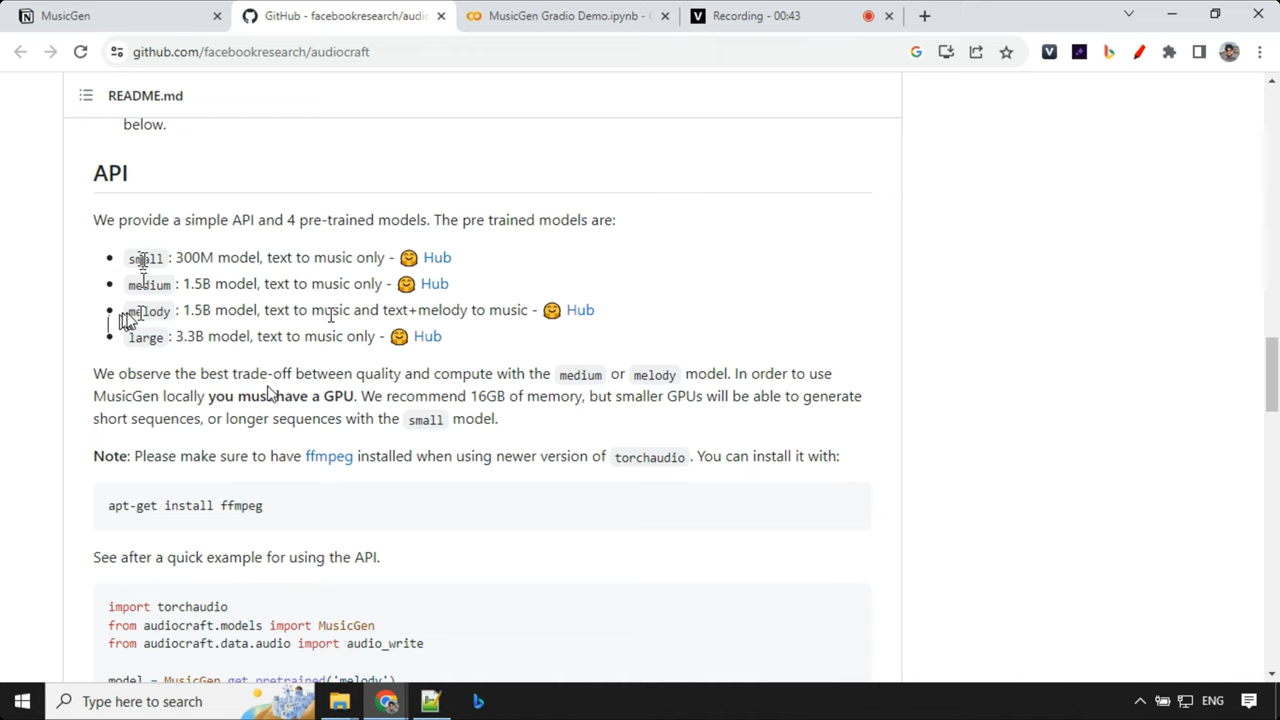 MusicGen
GitHub - facebookresearch/audio
MusicGen Gradio Demo.ipynb -
Recording - 00:43
github.com/facebookresearch/audiocraft
README.md
below.
API
We provide a simple API and 4 pre-trained models. The pre trained models are:
small : 300M model, text to music only - 🤗 Hub
medium : 1.5B model, text to music only - 🤗 Hub
melody : 1.5B model, text to music and text+melody to music - 🤗 Hub
large : 3.3B model, text to music only - 🤗 Hub
We observe the best trade-off between quality and compute with the medium or melody model. In order to use
MusicGen locally you must have a GPU. We recommend 16GB of memory, but smaller GPUs will be able to generate
short sequences, or longer sequences with the small model.
Note: Please make sure to have ffmpeg installed when using newer version of torchaudio . You can install it with:
apt-get install ffmpeg
See after a quick example for using the API.
import torchaudio
from audiocraft.models import MusicGen
from audiocraft.data.audio import audio_write
model = MusicGen.get_pretrained('melody')
Type here to search
ENG